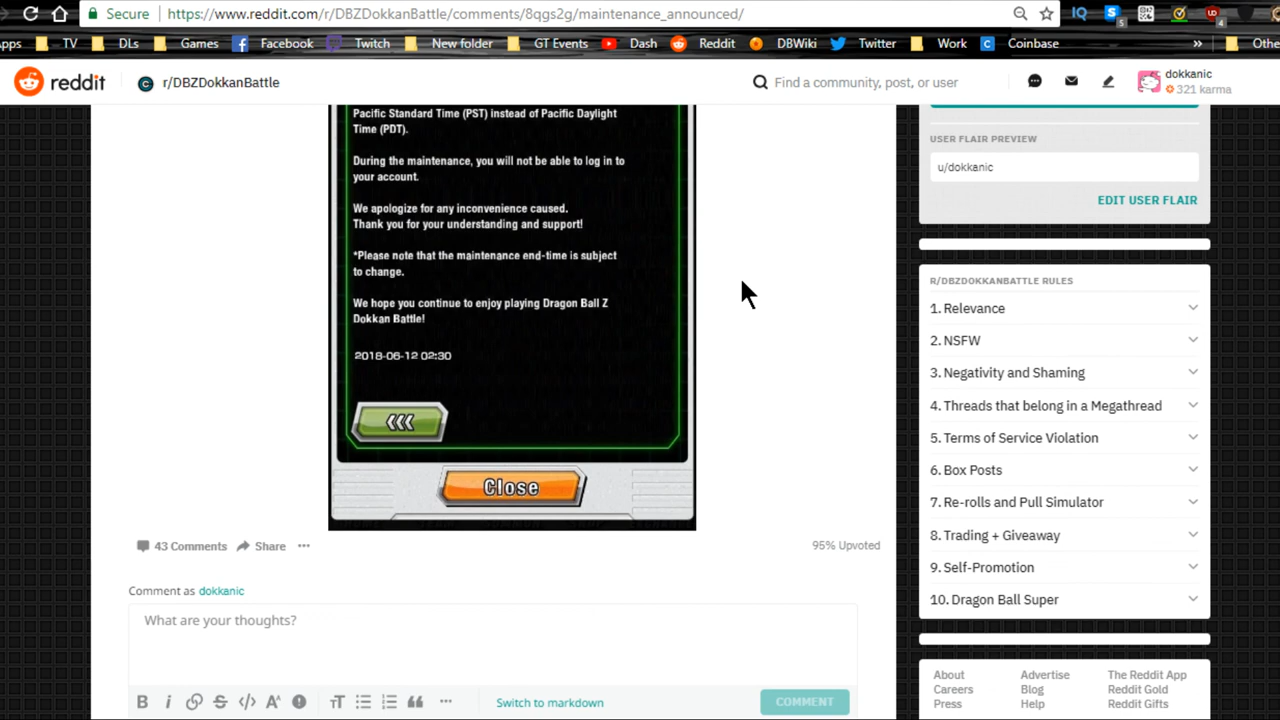 Secure https://www.reddit.com/r/DBZDokkanBattle/comments/8qgs2g/maintenance_announced/
IQ S 5 4
pps TV DLs Games Facebook Twitch New folder GT Events Dash Reddit DBWiki Twitter Work Coinbase » Othe
reddit r/DBZDokkanBattle Find a community, post, or user dokkanic
321 karma
Pacific Standard Time (PST) instead of Pacific Daylight
Time (PDT).
During the maintenance, you will not be able to log in to
your account.
We apologize for any inconvenience caused.
Thank you for your understanding and support!
*Please note that the maintenance end-time is subject
to change.
We hope you continue to enjoy playing Dragon Ball Z
Dokkan Battle!
2018-06-12 02:30
Close
43 Comments Share ··· 95% Upvoted
Comment as dokkanic
What are your thoughts?
Switch to markdown COMMENT
USER FLAIR PREVIEW
u/dokkanic
EDIT USER FLAIR
R/DBZDOKKANBATTLE RULES
1. Relevance
2. NSFW
3. Negativity and Shaming
4. Threads that belong in a Megathread
5. Terms of Service Violation
6. Box Posts
7. Re-rolls and Pull Simulator
8. Trading + Giveaway
9. Self-Promotion
10. Dragon Ball Super
About Advertise The Reddit App
Careers Blog Reddit Gold
Press Help Reddit Gifts